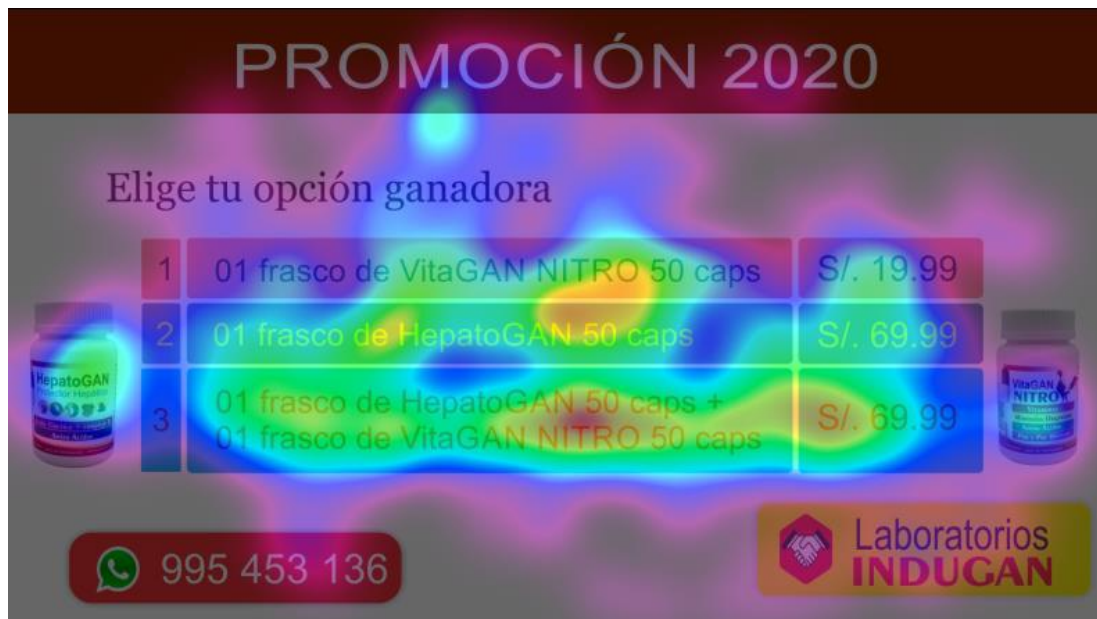 PROMOCIÓN 2020
Elige tu opción ganadora
1 01 frasco de VitaGAN NITRO 50 caps S/. 19.99
2 01 frasco de HepatoGAN 50 caps S/. 69.99
3 01 frasco de HepatoGAN 50 caps + S/. 69.99
01 frasco de VitaGAN NITRO 50 caps
HepatoGAN
Protector Hepático
VitaGAN
NITRO
995 453 136
Laboratorios
INDUGAN